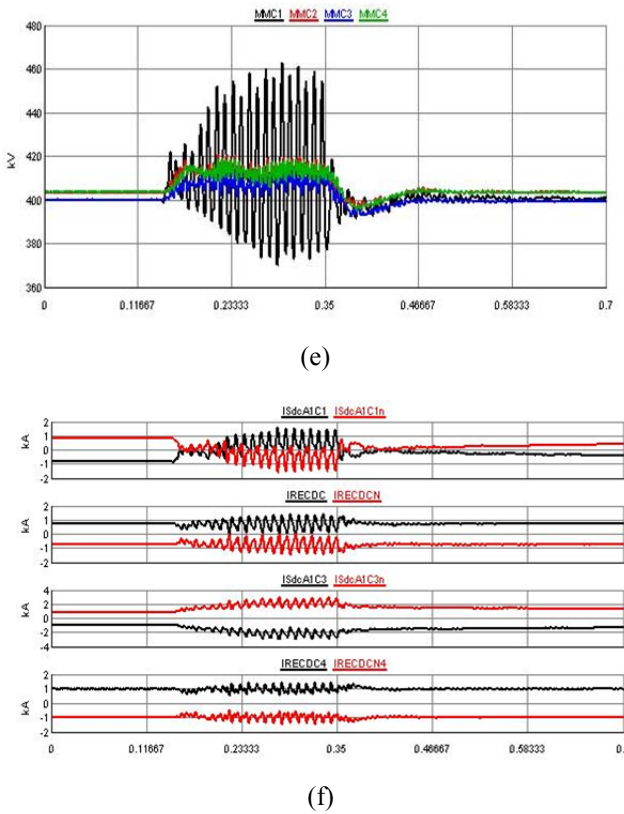 MMC1 MMC2 MMC3 MMC4
480
460
440
420
400
380
360
kV
0 0.11667 0.23333 0.35 0.46667 0.58333 0.7
(e)
ISdcA1C1 ISdcA1C1n
2
1
0
-1
-2
kA
IRECDC IRECDCN
2
1
0
-1
-2
kA
ISdcA1C3 ISdcA1C3n
4
2
0
-2
-4
kA
IRECDC4 IRECDCN4
2
1
0
-1
-2
kA
0 0.11667 0.23333 0.35 0.46667 0.58333 0.
(f)